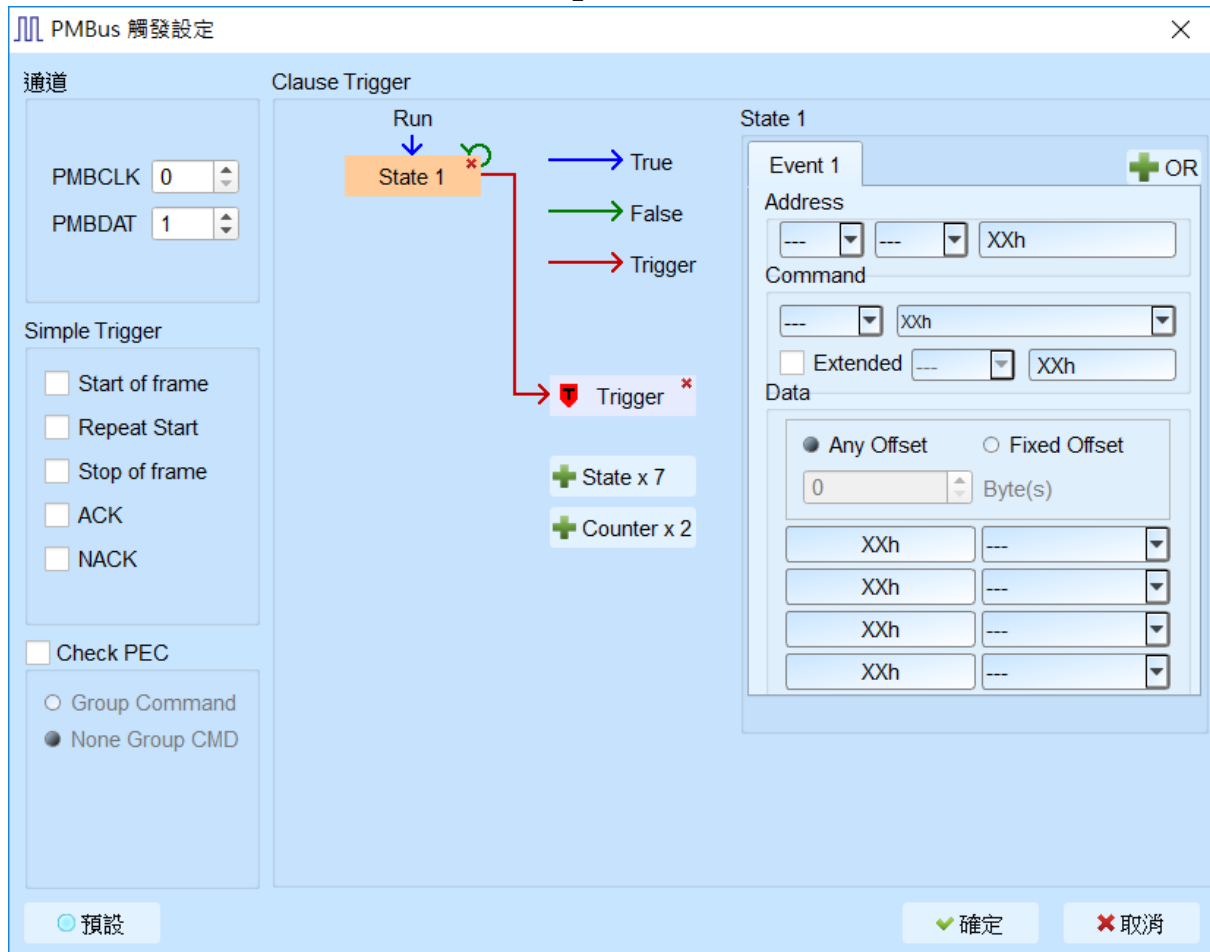 PMBus 觸發設定
通道
PMBCLK 0
PMBDAT 1
Simple Trigger
Start of frame
Repeat Start
Stop of frame
ACK
NACK
Check PEC
Group Command
None Group CMD
Clause Trigger
Run
State 1
True
False
Trigger
T Trigger
State x 7
Counter x 2
State 1
Event 1
OR
Address
--- --- XXh
Command
--- XXh
Extended --- XXh
Data
Any Offset Fixed Offset
0 Byte(s)
XXh ---
XXh ---
XXh ---
XXh ---
預設
確定
取消